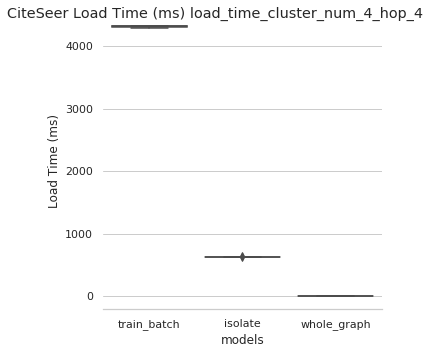 CiteSeer Load Time (ms) load_time_cluster_num_4_hop_4
4000
3000
2000
1000
0
Load Time (ms)
train_batch isolate whole_graph
models